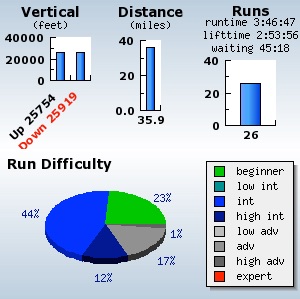 Vertical
(feet)
40000
20000
0
Up 25754
Down 25919
Distance
(miles)
40
20
0
35.9
Runs
runtime 3:46:47
lifttime 2:53:56
waiting 45:18
40
20
0
26
Run Difficulty
23%
1%
17%
12%
44%
beginner
low int
int
high int
low adv
adv
high adv
expert